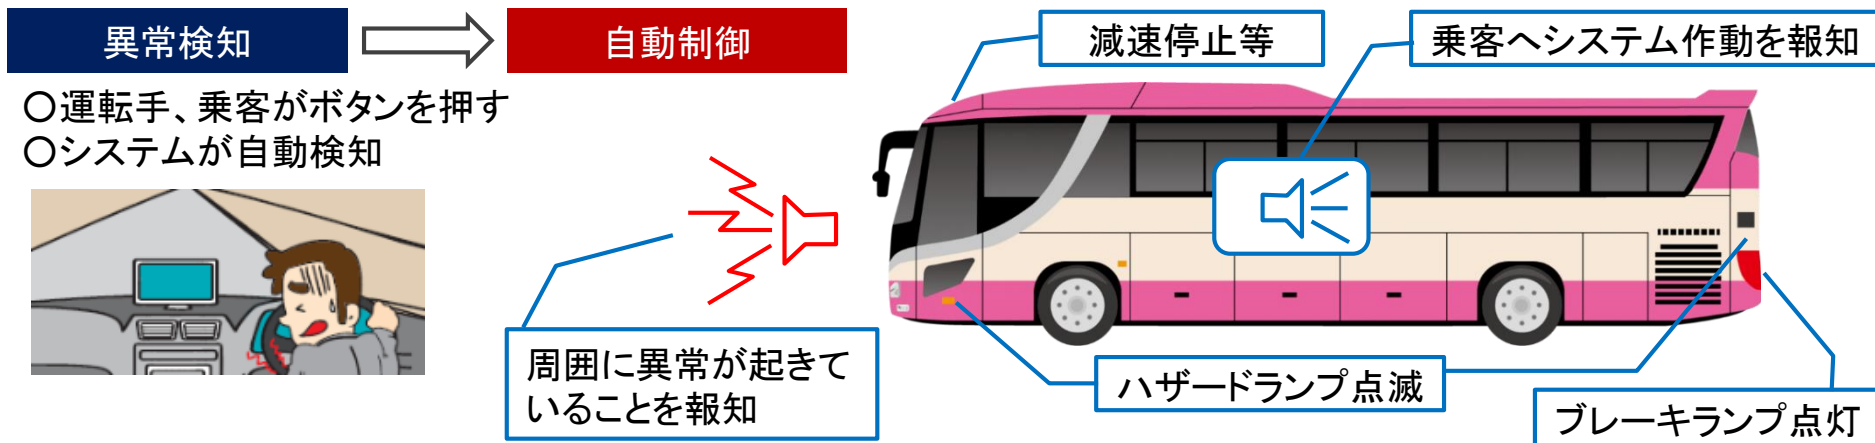 異常検知
自動制御
〇運転手、乗客がボタンを押す
〇システムが自動検知
減速停止等
乗客へシステム作動を報知
周囲に異常が起きて
いることを報知
ハザードランプ点滅
ブレーキランプ点灯